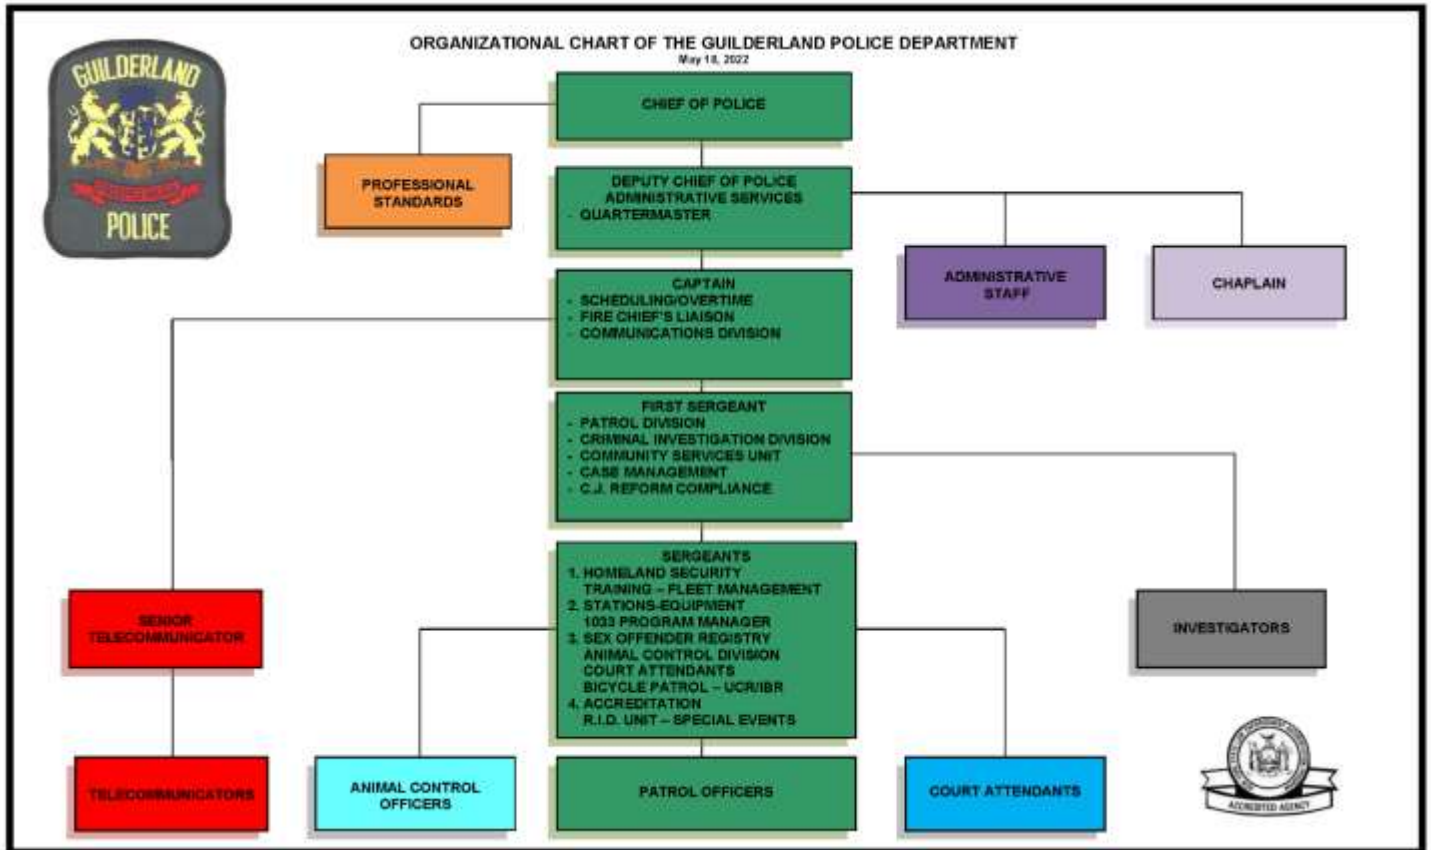 ORGANIZATIONAL CHART OF THE GUILDERLAND POLICE DEPARTMENT
May 18, 2022
GUILDERLAND
POLICE
CHIEF OF POLICE
PROFESSIONAL
STANDARDS
DEPUTY CHIEF OF POLICE
ADMINISTRATIVE SERVICES
- QUARTERMASTER
ADMINISTRATIVE
STAFF
CHAPLAIN
CAPTAIN
- SCHEDULING/OVERTIME
- FIRE CHIEF'S LIAISON
- COMMUNICATIONS DIVISION
FIRST SERGEANT
- PATROL DIVISION
- CRIMINAL INVESTIGATION DIVISION
- COMMUNITY SERVICES UNIT
- CASE MANAGEMENT
- C.J. REFORM COMPLIANCE
SERGEANTS
1. HOMELAND SECURITY
TRAINING – FLEET MANAGEMENT
2. STATIONS-EQUIPMENT
1033 PROGRAM MANAGER
3. SEX OFFENDER REGISTRY
ANIMAL CONTROL DIVISION
COURT ATTENDANTS
BICYCLE PATROL – UCR/IBR
4. ACCREDITATION
R.I.D. UNIT – SPECIAL EVENTS
SENIOR
TELECOMMUNICATOR
INVESTIGATORS
TELECOMMUNICATORS
ANIMAL CONTROL
OFFICERS
PATROL OFFICERS
COURT ATTENDANTS
ACCREDITED AGENCY